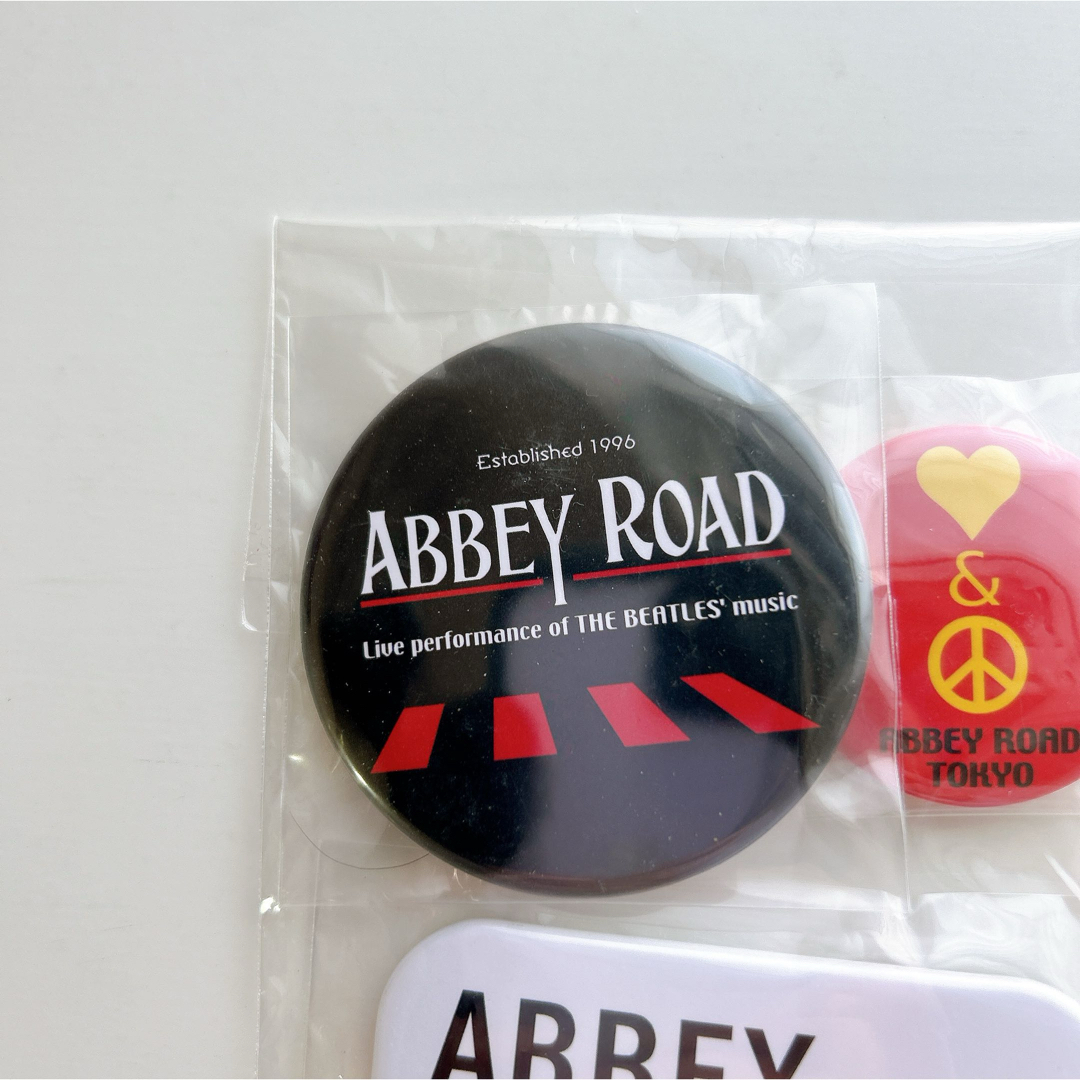 Established 1996
ABBEY ROAD
Live performance of THE BEATLES' music
&
ABBEY ROAD
TOKYO
ABBEY